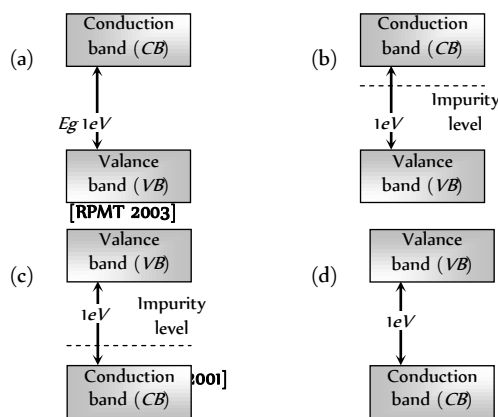 (a)
Conduction
band (CB)
Eg 1eV
Valance
band (VB)
[RPMT 2003]
(b)
Conduction
band (CB)
Impurity
level
1eV
Valance
band (VB)
(c)
Valance
band (VB)
1eV
Impurity
level
Conduction
band (CB)
2001]
(d)
Valance
band (VB)
1eV
Conduction
band (CB)